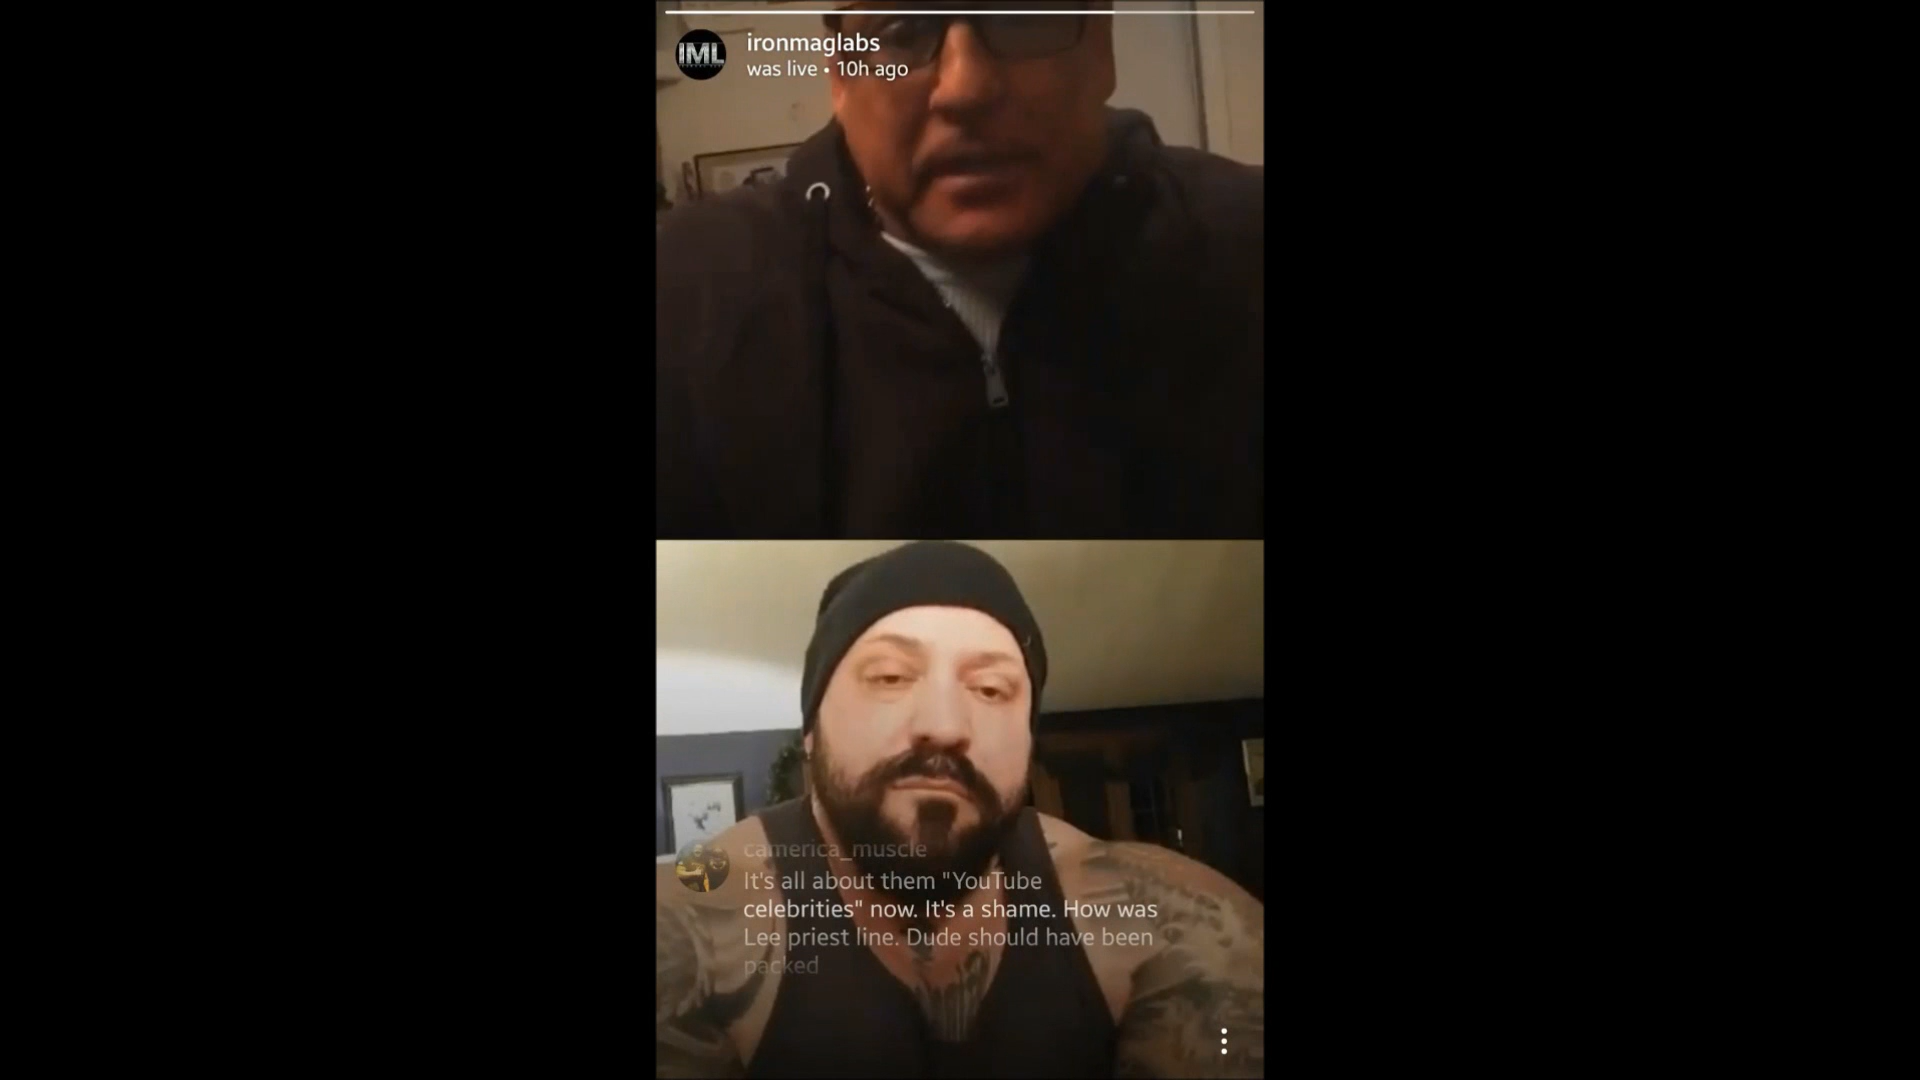 IML
ironmaglabs
was live • 10h ago
camerica_muscle
It's all about them "YouTube
celebrities" now. It's a shame. How was
Lee priest line. Dude should have been
packed